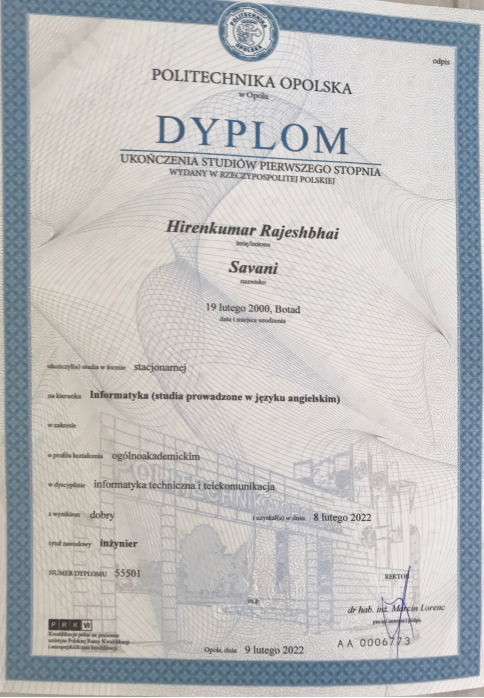 POLITECHNIKA OPOLSKA
odpis
POLITECHNIKA OPOLSKA
w Opolu
DYPLOM
UKOŃCZENIA STUDIÓW PIERWSZEGO STOPNIA
WYDANY W RZECZYPOSPOLITEJ POLSKIEJ
Hirenkumar Rajeshbhai
imię/imiona
Savani
nazwisko
19 lutego 2000, Botad
data i miejsce urodzenia
ukończył(a) studia w formie stacjonarnej
na kierunku Informatyka (studia prowadzone w języku angielskim)
w zakresie
o profilu kształcenia ogólnoakademickim
w dyscyplinie informatyka techniczna i telekomunikacja
z wynikiem dobry i uzyskał(a) w dniu 8 lutego 2022
tytuł zawodowy inżynier
NUMER DYPLOMU 55501
REKTOR
m.p.
dr hab. inż. Marcin Lorenc
P R K VI
Kwalifikacja pełna na poziomie
szóstym Polskiej Ramy Kwalifikacji
i europejskich ram kwalifikacji
Opole, dnia 9 lutego 2022
AA 0006773